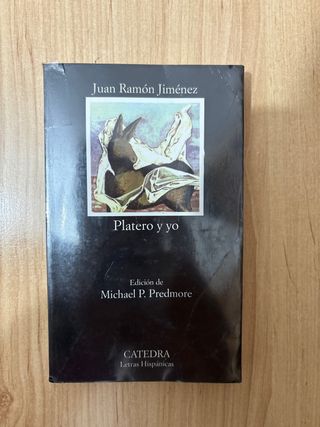 Juan Ramón Jiménez
Platero y yo
Edición de
Michael P. Predmore
CATEDRA
Letras Hispánicas